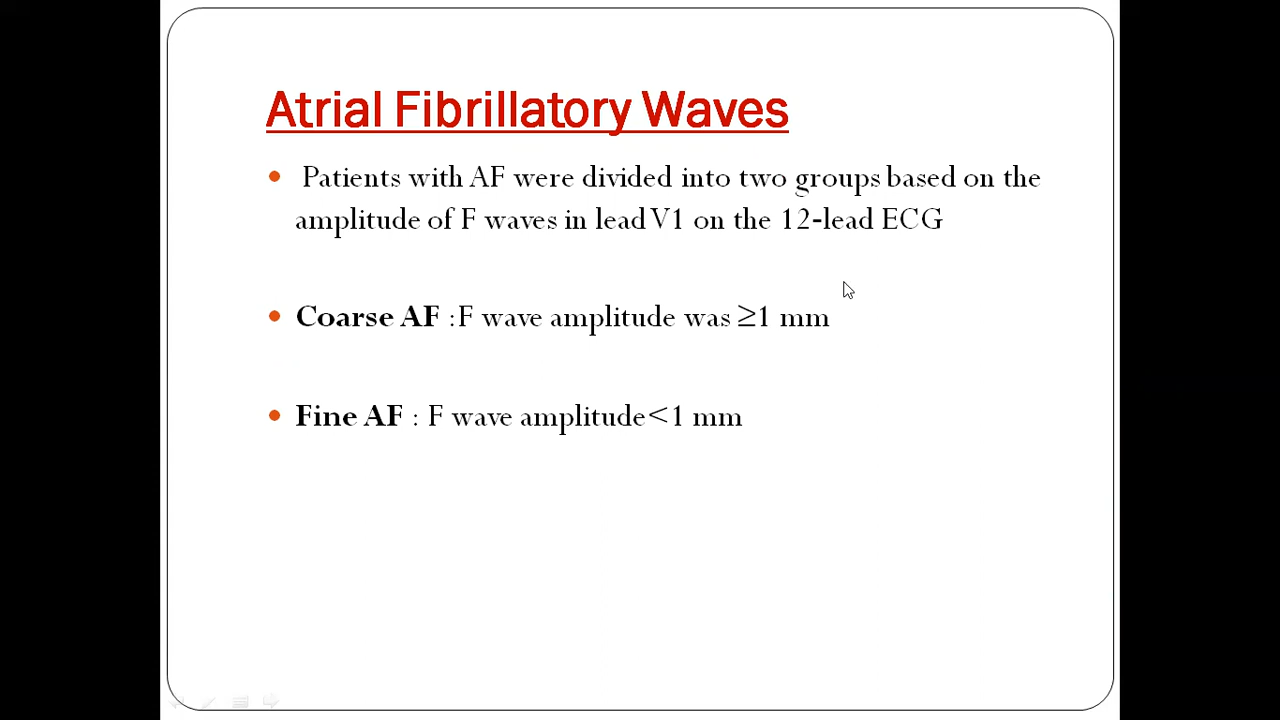 Atrial Fibrillatory Waves
• Patients with AF were divided into two groups based on the
amplitude of F waves in lead V1 on the 12-lead ECG
• Coarse AF :F wave amplitude was ≥1 mm
• Fine AF : F wave amplitude<1 mm